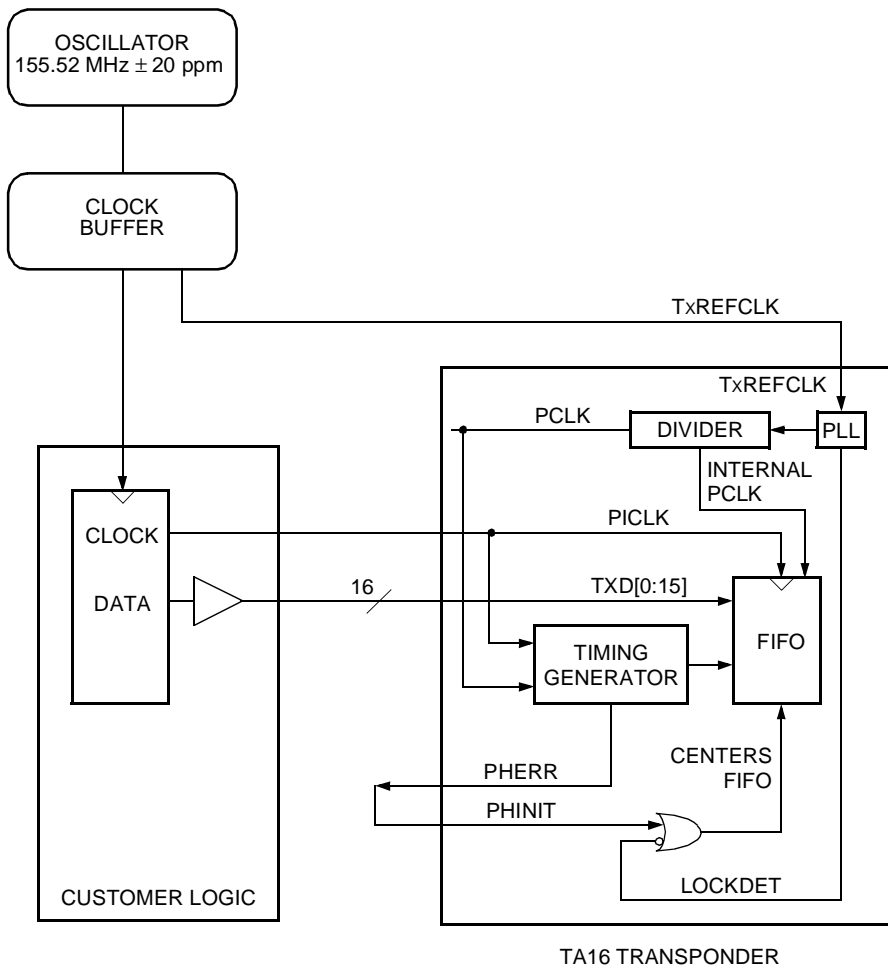 OSCILLATOR
155.52 MHz ± 20 ppm
CLOCK
BUFFER
TxREFCLK
TxREFCLK
PCLK
DIVIDER
PLL
INTERNAL
PCLK
CLOCK
PICLK
DATA
16
TXD[0:15]
FIFO
TIMING
GENERATOR
CENTERS
FIFO
PHERR
PHINIT
LOCKDET
CUSTOMER LOGIC
TA16 TRANSPONDER